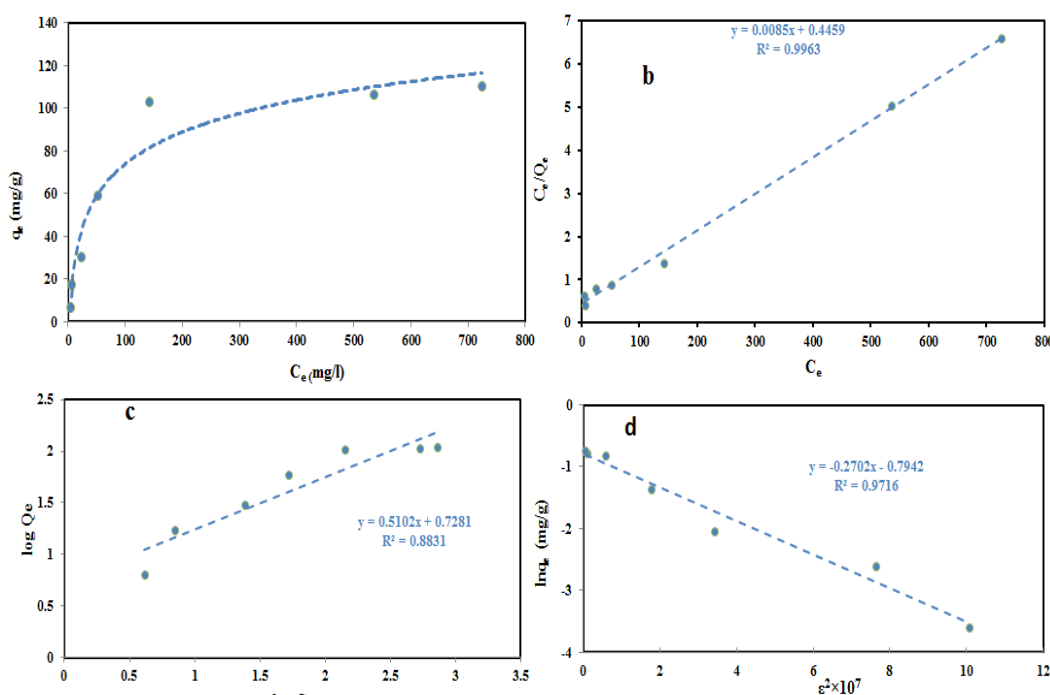 140
120
100
80
60
40
20
0
qe (mg/g)
0 100 200 300 400 500 600 700 800
Ce (mg/l)
7
6
5
4
3
2
1
0
Ce/Qe
y = 0.0085x + 0.4459
R² = 0.9963
b
0 100 200 300 400 500 600 700 800
Ce
2.5
2
1.5
1
0.5
0
log Qe
c
y = 0.5102x + 0.7281
R² = 0.8831
0 0.5 1 1.5 2 2.5 3 3.5
-0
-1
-2
-3
-4
lnqe (mg/g)
d
y = -0.2702x - 0.7942
R² = 0.9716
0 2 4 6 8 10 12
ε²×10⁷